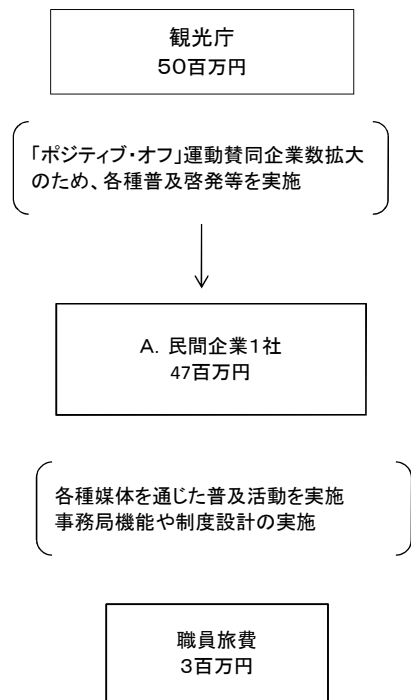 観光庁
５０百万円
「ポジティブ・オフ」運動賛同企業数拡大
のため、各種普及啓発等を実施
Ａ. 民間企業１社
47百万円
各種媒体を通じた普及活動を実施
事務局機能や制度設計の実施
職員旅費
３百万円